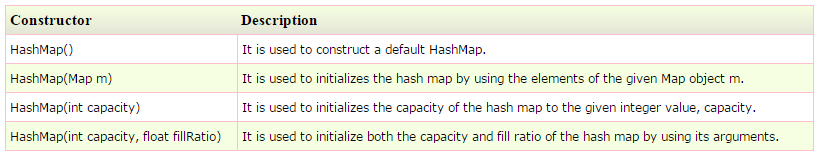 Constructor Description
HashMap() It is used to construct a default HashMap.
HashMap(Map m) It is used to initializes the hash map by using the elements of the given Map object m.
HashMap(int capacity) It is used to initializes the capacity of the hash map to the given integer value, capacity.
HashMap(int capacity, float fillRatio) It is used to initialize both the capacity and fill ratio of the hash map by using its arguments.